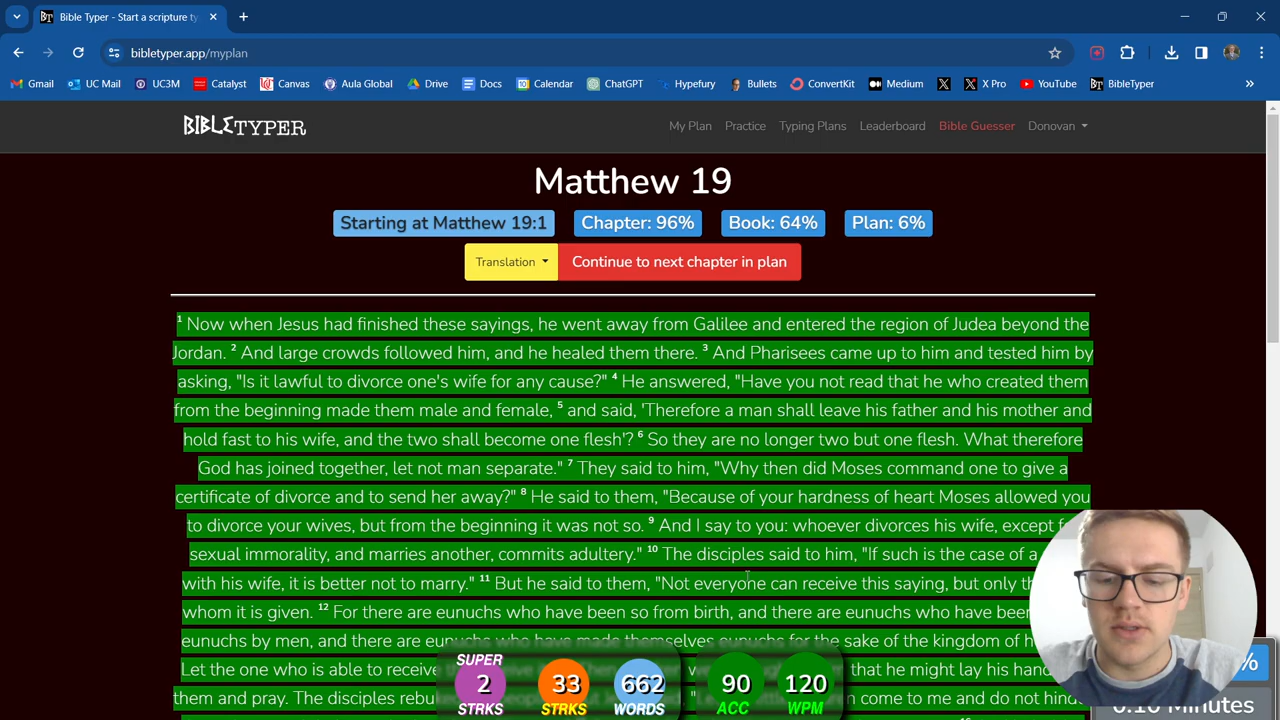 Bible Typer - Start a scripture ty
bibletyper.app/myplan
Gmail UC Mail UC3M Catalyst Canvas Aula Global Drive Docs Calendar ChatGPT Hypefury Bullets ConvertKit Medium X X Pro YouTube BibleTyper
BIBLETYPER My Plan Practice Typing Plans Leaderboard Bible Guesser Donovan
Matthew 19
Starting at Matthew 19:1 Chapter: 96% Book: 64% Plan: 6%
Translation Continue to next chapter in plan
1 Now when Jesus had finished these sayings, he went away from Galilee and entered the region of Judea beyond the
Jordan. 2 And large crowds followed him, and he healed them there. 3 And Pharisees came up to him and tested him by
asking, "Is it lawful to divorce one's wife for any cause?" 4 He answered, "Have you not read that he who created them
from the beginning made them male and female, 5 and said, 'Therefore a man shall leave his father and his mother and
hold fast to his wife, and the two shall become one flesh'? 6 So they are no longer two but one flesh. What therefore
God has joined together, let not man separate." 7 They said to him, "Why then did Moses command one to give a
certificate of divorce and to send her away?" 8 He said to them, "Because of your hardness of heart Moses allowed you
to divorce your wives, but from the beginning it was not so. 9 And I say to you: whoever divorces his wife, except
sexual immorality, and marries another, commits adultery." 10 The disciples said to him, "If such is the case of a
with his wife, it is better not to marry." 11 But he said to them, "Not everyone can receive this saying, but only
whom it is given. 12 For there are eunuchs who have been so from birth, and there are eunuchs who have been
eunuchs by men, and there are eunuchs who have made themselves eunuchs for the sake of the kingdom of
Let the one who is able to receive that he might lay his
them and pray. The disciples come to me and do not
SUPER 2 STRKS 33 STRKS 662 WORDS 90 ACC 120 WPM
%
0.10 Minutes